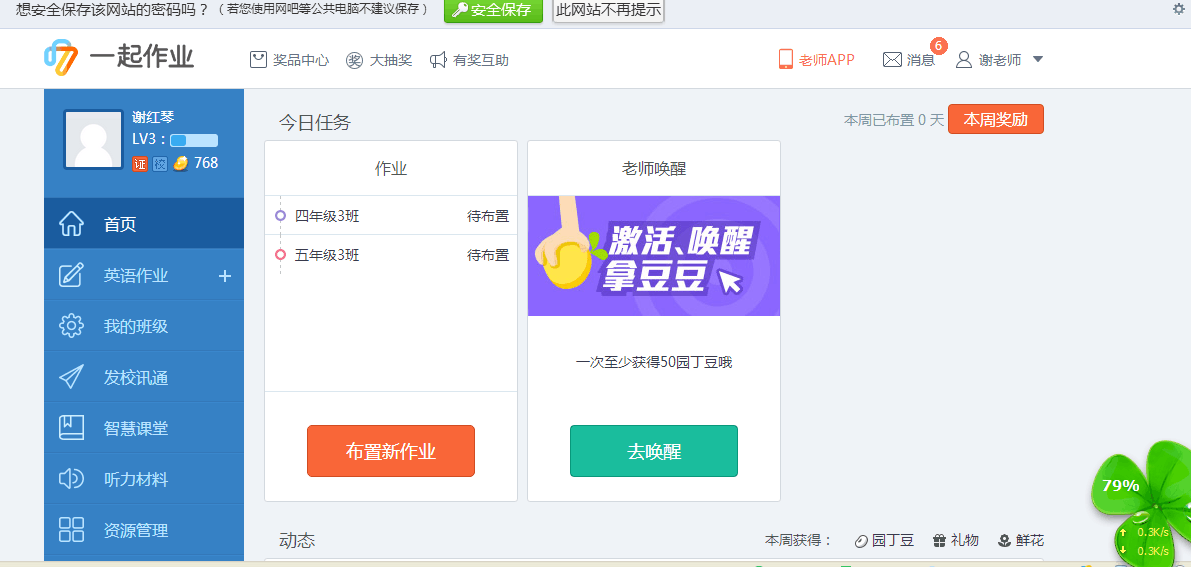 想安全保存该网站的密码吗？（若您使用网吧等公共电脑不建议保存） 安全保存 此网站不再提示
一起作业 奖品中心 奖 大抽奖 有奖互助 老师APP 消息 6 谢老师
谢红琴
LV3：
证 校 768
首页
英语作业 +
我的班级
发校讯通
智慧课堂
听力材料
资源管理
今日任务 本周已布置 0 天 本周奖励
作业
四年级3班 待布置
五年级3班 待布置
布置新作业
老师唤醒
激活、唤醒
拿豆豆
一次至少获得50园丁豆哦
去唤醒
动态 本周获得： 园丁豆 礼物 鲜花
79%
0.3K/s
0.3K/s